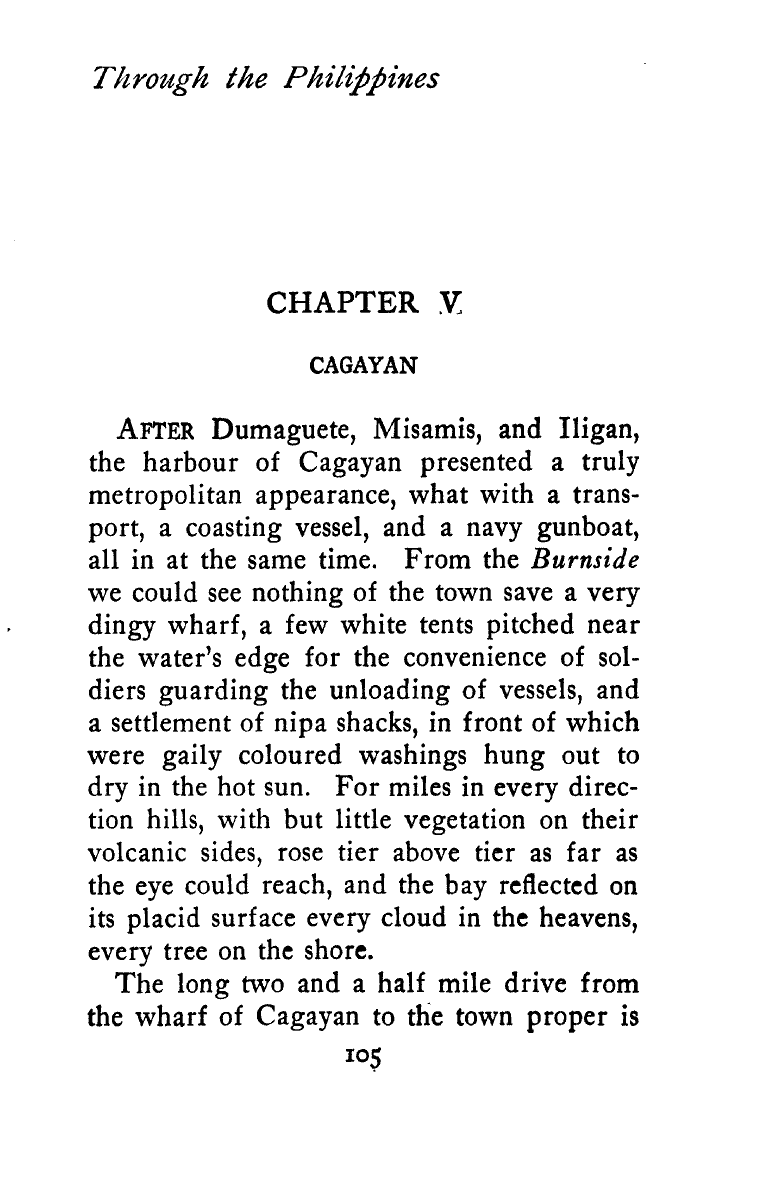 Through the Philippines
CHAPTER V
CAGAYAN
AFTER Dumaguete, Misamis, and Iligan,
the harbour of Cagayan presented a truly
metropolitan appearance, what with a trans-
port, a coasting vessel, and a navy gunboat,
all in at the same time. From the Burnside
we could see nothing of the town save a very
dingy wharf, a few white tents pitched near
the water's edge for the convenience of sol-
diers guarding the unloading of vessels, and
a settlement of nipa shacks, in front of which
were gaily coloured washings hung out to
dry in the hot sun. For miles in every direc-
tion hills, with but little vegetation on their
volcanic sides, rose tier above tier as far as
the eye could reach, and the bay reflected on
its placid surface every cloud in the heavens,
every tree on the shore.
The long two and a half mile drive from
the wharf of Cagayan to the town proper is
105